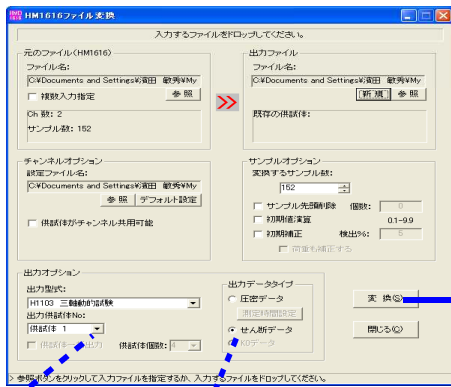 HM1616ファイル変換
入力するファイルをドロップしてください。
元のファイル(HM1616)
ファイル名:
C:¥Documents and Settings¥濱田 敏秀¥My
複数入力指定
参照
Ch 数: 2
サンプル数: 152
出力ファイル
ファイル名:
C:¥Documents and Settings¥濱田 敏秀¥My
新規
参照
既存の供試体:
チャンネルオプション
設定ファイル名:
C:¥Documents and Settings¥濱田 敏秀¥My
参照 デフォルト設定
供試体がチャンネル共用可能
サンプルオプション
変換するサンプル数:
152
サンプル先頭削除 個数: 0
初期値演算 0.1-9.9
初期補正 検出%: 5
荷重も補正する
出力オプション
出力型式:
H1103 三軸動的試験
出力供試体No:
供試体 1
供試体個数: 4
出力データタイプ
圧密データ
測定時間設定
せん断データ
K0データ
変 換(S)
閉じる(C)
> 参照ボタンをクリックして入力ファイルを指定するか、入力するファイルをドロップしてください。